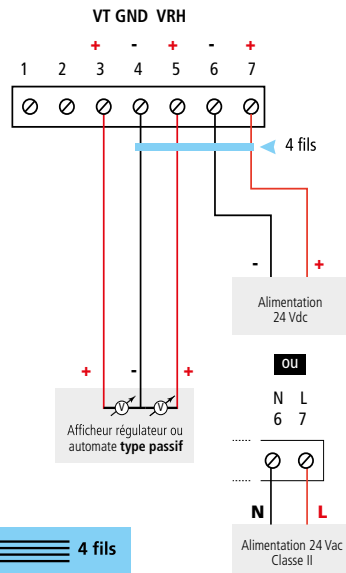 VT GND VRH
+ - + - +
1 2 3 4 5 6 7
4 fils
- +
Alimentation
24 Vdc
ou
N L
6 7
+ - +
V V
Afficheur régulateur ou
automate type passif
N L
4 fils
Alimentation 24 Vac
Classe II